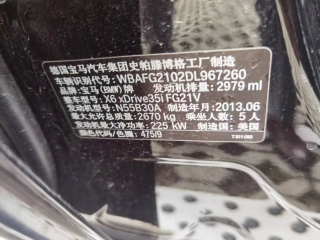 德国宝马汽车集团史帕滕博格工厂制造
车辆识别代号: WBAFG2102DL967260
品牌: 宝马(BMW)牌 发动机排量: 2979 ml
整车型号: X6 xDrive35i FG21V
发动机型号: N55B30A 制造年月: 2013.06
最大允许总质量: 2670 kg 乘坐人数: 5 人
发动机最大净功率: 225 kW 制造国: 美国
颜色代码: 475/9